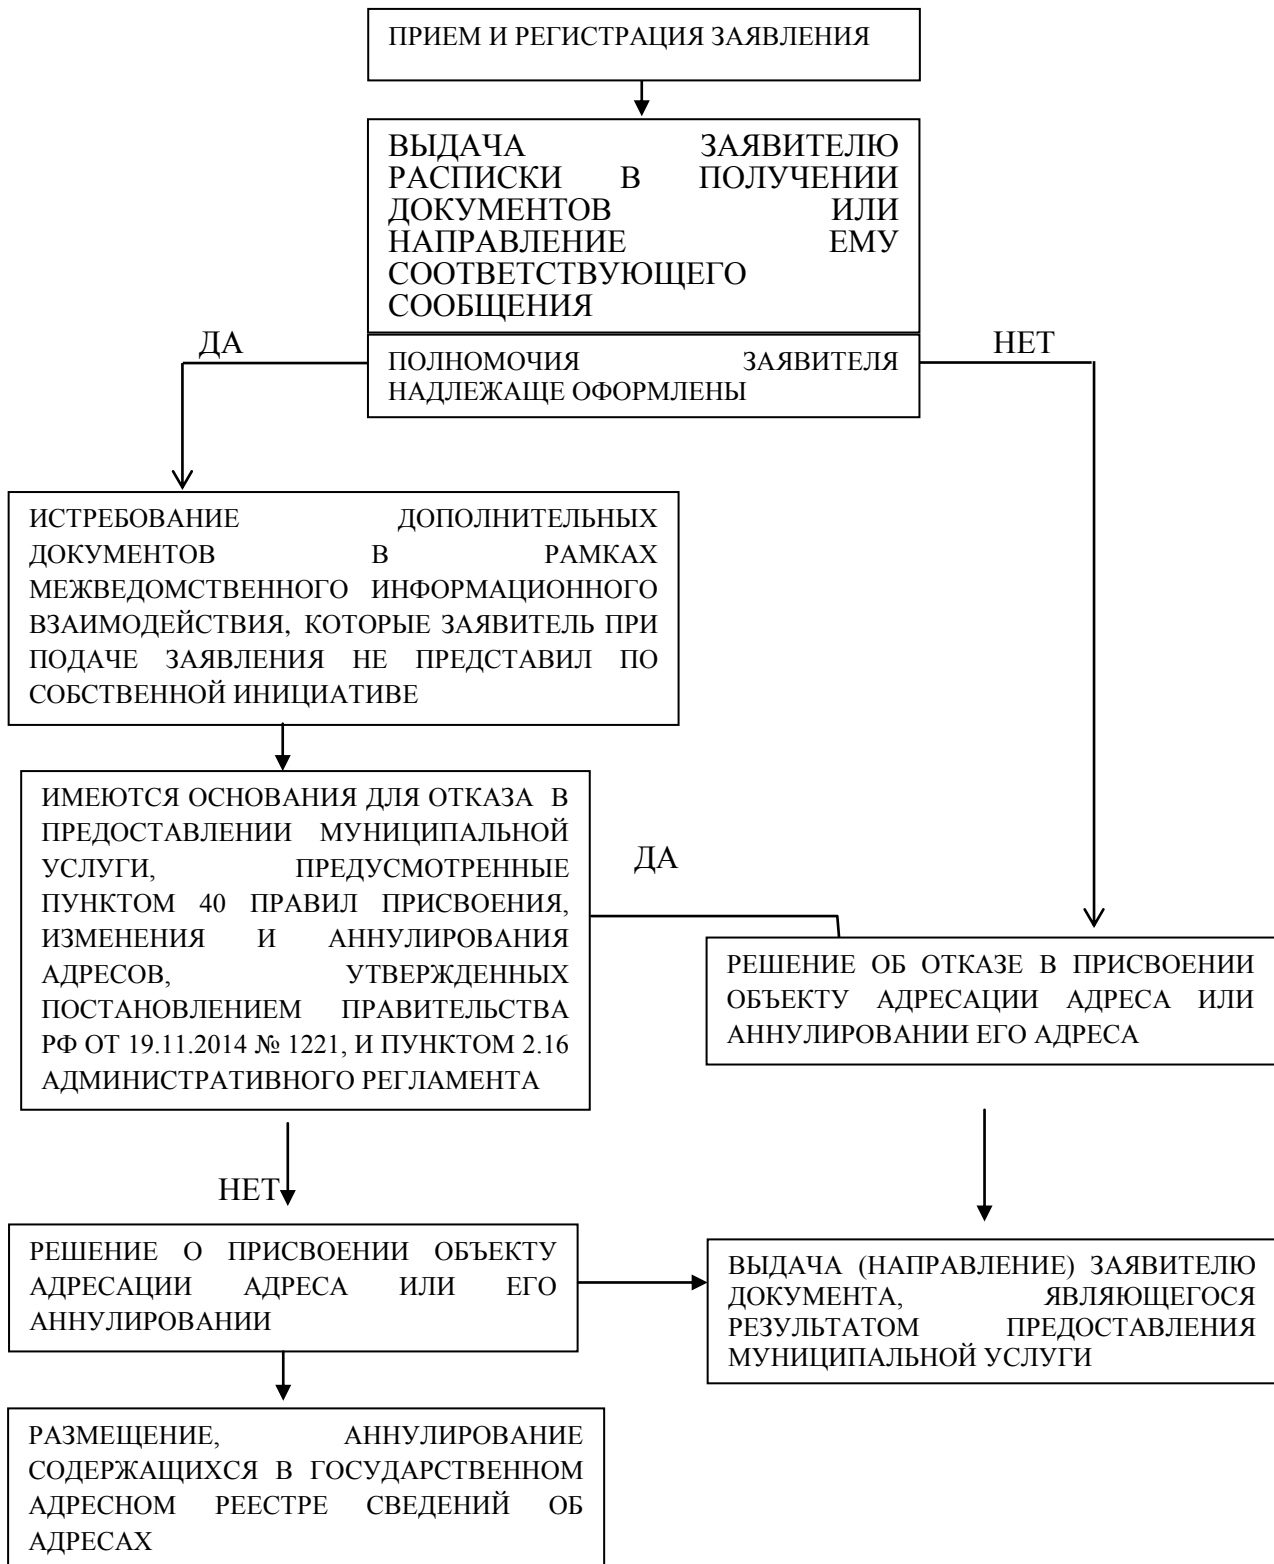 ПРИЕМ И РЕГИСТРАЦИЯ ЗАЯВЛЕНИЯ
ВЫДАЧА ЗАЯВИТЕЛЮ
РАСПИСКИ В ПОЛУЧЕНИИ
ДОКУМЕНТОВ ИЛИ
НАПРАВЛЕНИЕ ЕМУ
СООТВЕТСТВУЮЩЕГО
СООБЩЕНИЯ
ДА
НЕТ
ПОЛНОМОЧИЯ ЗАЯВИТЕЛЯ
НАДЛЕЖАЩЕ ОФОРМЛЕНЫ
ИСТРЕБОВАНИЕ ДОПОЛНИТЕЛЬНЫХ
ДОКУМЕНТОВ В РАМКАХ
МЕЖВЕДОМСТВЕННОГО ИНФОРМАЦИОННОГО
ВЗАИМОДЕЙСТВИЯ, КОТОРЫЕ ЗАЯВИТЕЛЬ ПРИ
ПОДАЧЕ ЗАЯВЛЕНИЯ НЕ ПРЕДСТАВИЛ ПО
СОБСТВЕННОЙ ИНИЦИАТИВЕ
ИМЕЮТСЯ ОСНОВАНИЯ ДЛЯ ОТКАЗА В
ПРЕДОСТАВЛЕНИИ МУНИЦИПАЛЬНОЙ
УСЛУГИ, ПРЕДУСМОТРЕННЫЕ
ПУНКТОМ 40 ПРАВИЛ ПРИСВОЕНИЯ,
ИЗМЕНЕНИЯ И АННУЛИРОВАНИЯ
АДРЕСОВ, УТВЕРЖДЕННЫХ
ПОСТАНОВЛЕНИЕМ ПРАВИТЕЛЬСТВА
РФ ОТ 19.11.2014 № 1221, И ПУНКТОМ 2.16
АДМИНИСТРАТИВНОГО РЕГЛАМЕНТА
ДА
РЕШЕНИЕ ОБ ОТКАЗЕ В ПРИСВОЕНИИ
ОБЪЕКТУ АДРЕСАЦИИ АДРЕСА ИЛИ
АННУЛИРОВАНИИ ЕГО АДРЕСА
НЕТ
РЕШЕНИЕ О ПРИСВОЕНИИ ОБЪЕКТУ
АДРЕСАЦИИ АДРЕСА ИЛИ ЕГО
АННУЛИРОВАНИИ
ВЫДАЧА (НАПРАВЛЕНИЕ) ЗАЯВИТЕЛЮ
ДОКУМЕНТА, ЯВЛЯЮЩЕГОСЯ
РЕЗУЛЬТАТОМ ПРЕДОСТАВЛЕНИЯ
МУНИЦИПАЛЬНОЙ УСЛУГИ
РАЗМЕЩЕНИЕ, АННУЛИРОВАНИЕ
СОДЕРЖАЩИХСЯ В ГОСУДАРСТВЕННОМ
АДРЕСНОМ РЕЕСТРЕ СВЕДЕНИЙ ОБ
АДРЕСАХ